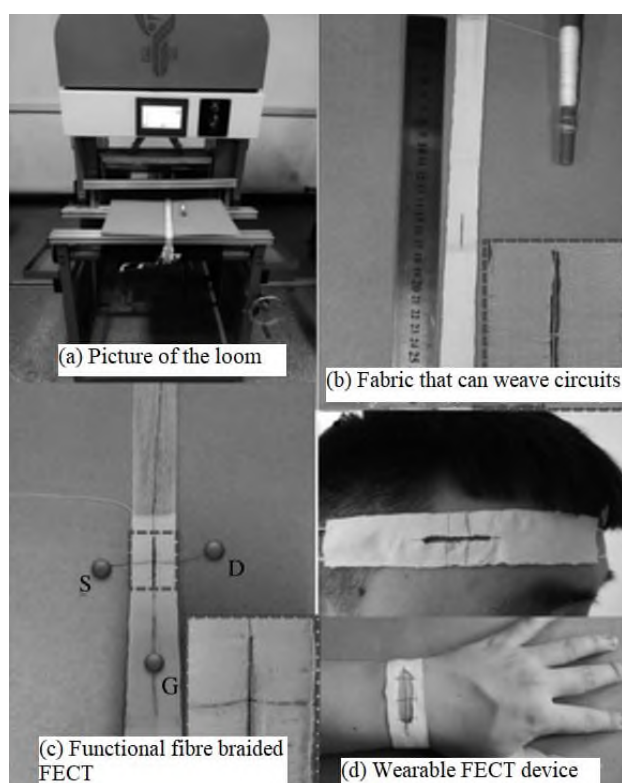 (a) Picture of the loom
(b) Fabric that can weave circuits
S
D
G
(c) Functional fibre braided
FECT
(d) Wearable FECT device